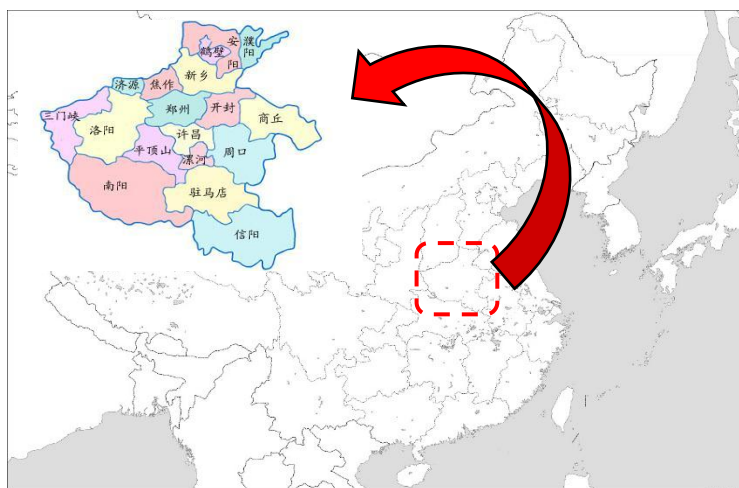 安阳
濮阳
鹤壁
新乡
济源
焦作
三门峡
郑州
开封
商丘
洛阳
许昌
平顶山
漯河
周口
南阳
驻马店
信阳